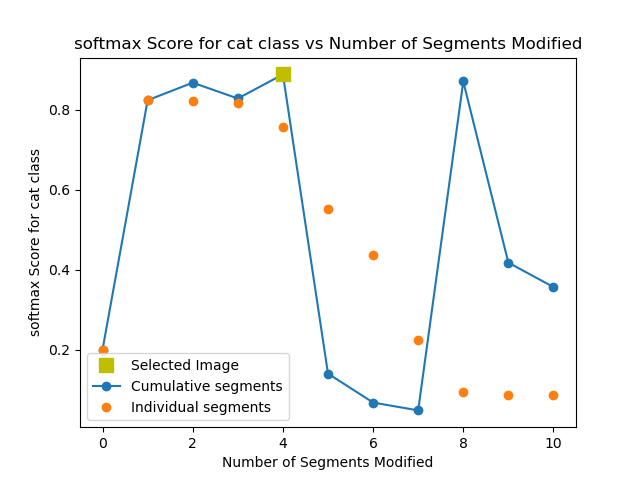 softmax Score for cat class vs Number of Segments Modified
softmax Score for cat class
0.8
0.6
0.4
0.2
Selected Image
Cumulative segments
Individual segments
0 2 4 6 8 10
Number of Segments Modified